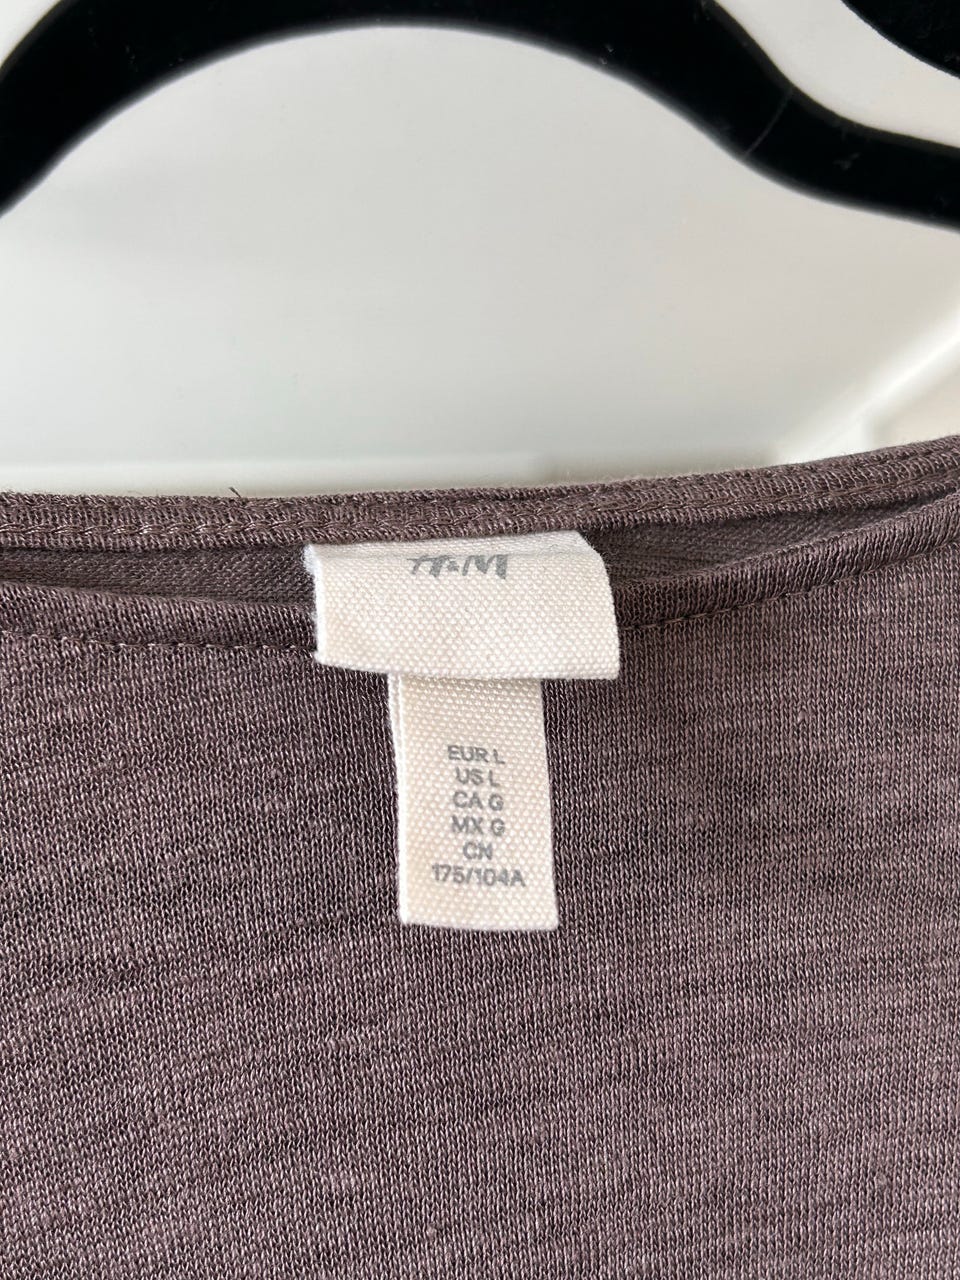 H&M
EUR L
US L
CA G
MX G
CN
175/104A